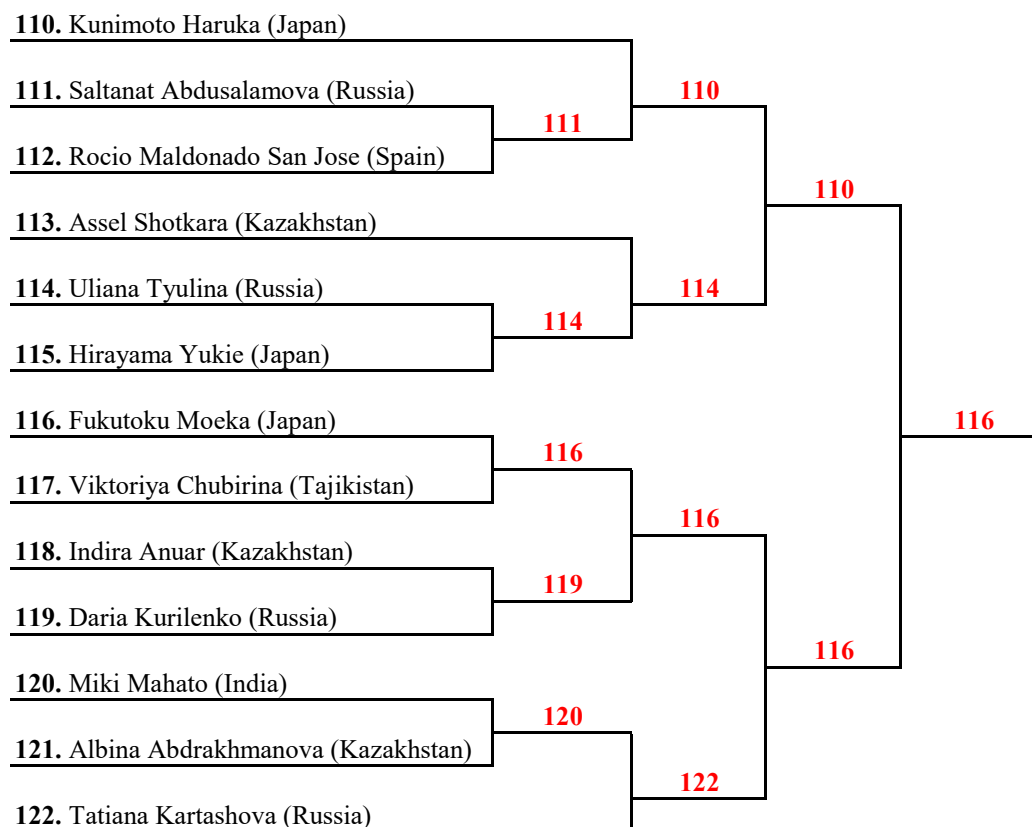 110. Kunimoto Haruka (Japan)
111. Saltanat Abdusalamova (Russia)
110
111
112. Rocio Maldonado San Jose (Spain)
110
113. Assel Shotkara (Kazakhstan)
114. Uliana Tyulina (Russia)
114
114
115. Hirayama Yukie (Japan)
116. Fukutoku Moeka (Japan)
116
116
117. Viktoriya Chubirina (Tajikistan)
116
118. Indira Anuar (Kazakhstan)
119
119. Daria Kurilenko (Russia)
116
120. Miki Mahato (India)
120
121. Albina Abdrakhmanova (Kazakhstan)
122
122. Tatiana Kartashova (Russia)